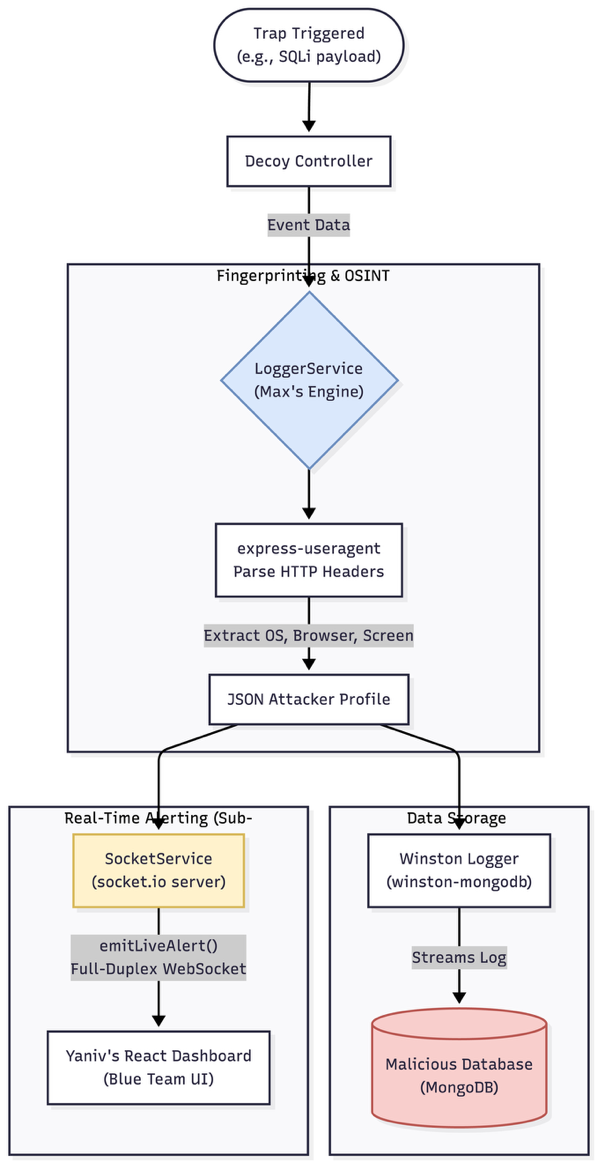 Trap Triggered
(e.g., SQLi payload)
Decoy Controller
Event Data
Fingerprinting & OSINT
LoggerService
(Max's Engine)
express-useragent
Parse HTTP Headers
Extract OS, Browser, Screen
JSON Attacker Profile
Real-Time Alerting (Sub-
SocketService
(socket.io server)
emitLiveAlert()
Full-Duplex WebSocket
Yaniv's React Dashboard
(Blue Team UI)
Data Storage
Winston Logger
(winston-mongodb)
Streams Log
Malicious Database
(MongoDB)